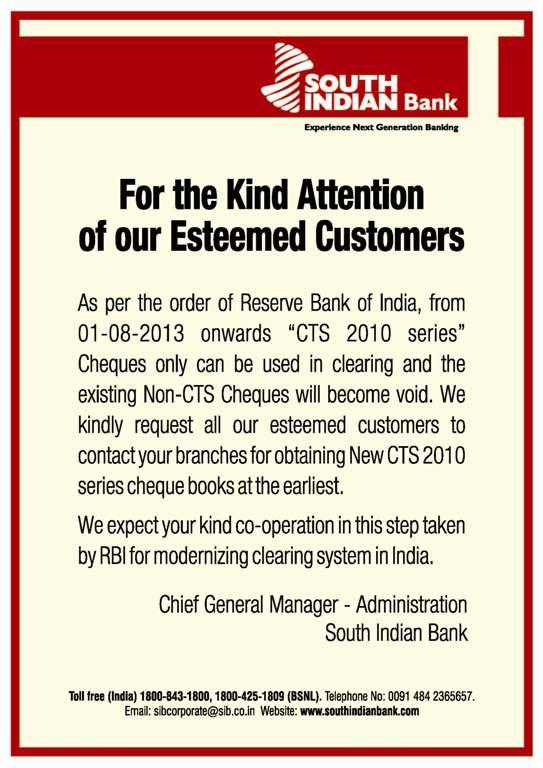 SOUTH
INDIAN Bank
Experience Next Generation Banking
For the Kind Attention
of our Esteemed Customers
As per the order of Reserve Bank of India, from
01-08-2013 onwards “CTS 2010 series”
Cheques only can be used in clearing and the
existing Non-CTS Cheques will become void. We
kindly request all our esteemed customers to
contact your branches for obtaining New CTS 2010
series cheque books at the earliest.
We expect your kind co-operation in this step taken
by RBI for modernizing clearing system in India.
Chief General Manager - Administration
South Indian Bank
Toll free (India) 1800-843-1800, 1800-425-1809 (BSNL). Telephone No: 0091 484 2365657.
Email: sibcorporate@sib.co.in Website: www.southindianbank.com